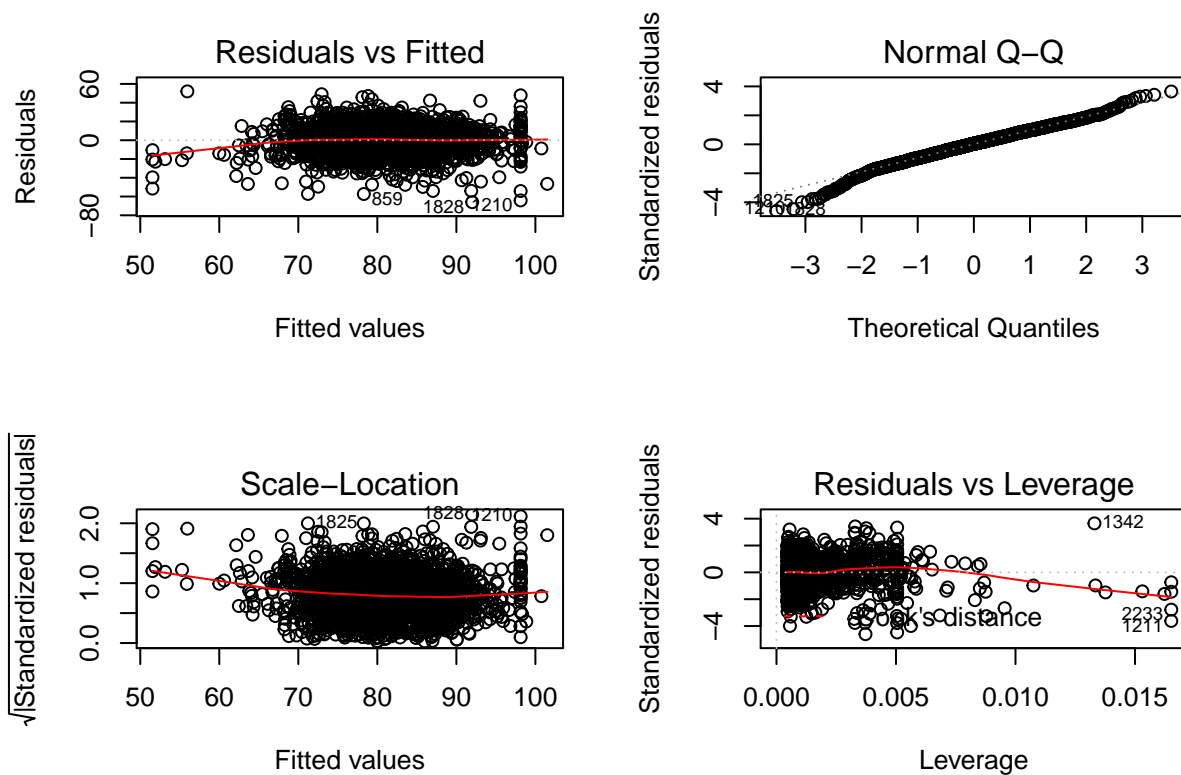 Residuals vs Fitted
Residuals
60
0
−80
859
1828
1210
50 60 70 80 90 100
Fitted values
Normal Q−Q
Standardized residuals
4
0
−4
1825
−3 −2 −1 0 1 2 3
Theoretical Quantiles
Scale−Location
√|Standardized residuals|
2.0
1.0
0.0
1825
1828
1210
50 60 70 80 90 100
Fitted values
Residuals vs Leverage
Standardized residuals
4
0
−4
1342
2233
1211
Cook's distance
0.000 0.005 0.010 0.015
Leverage